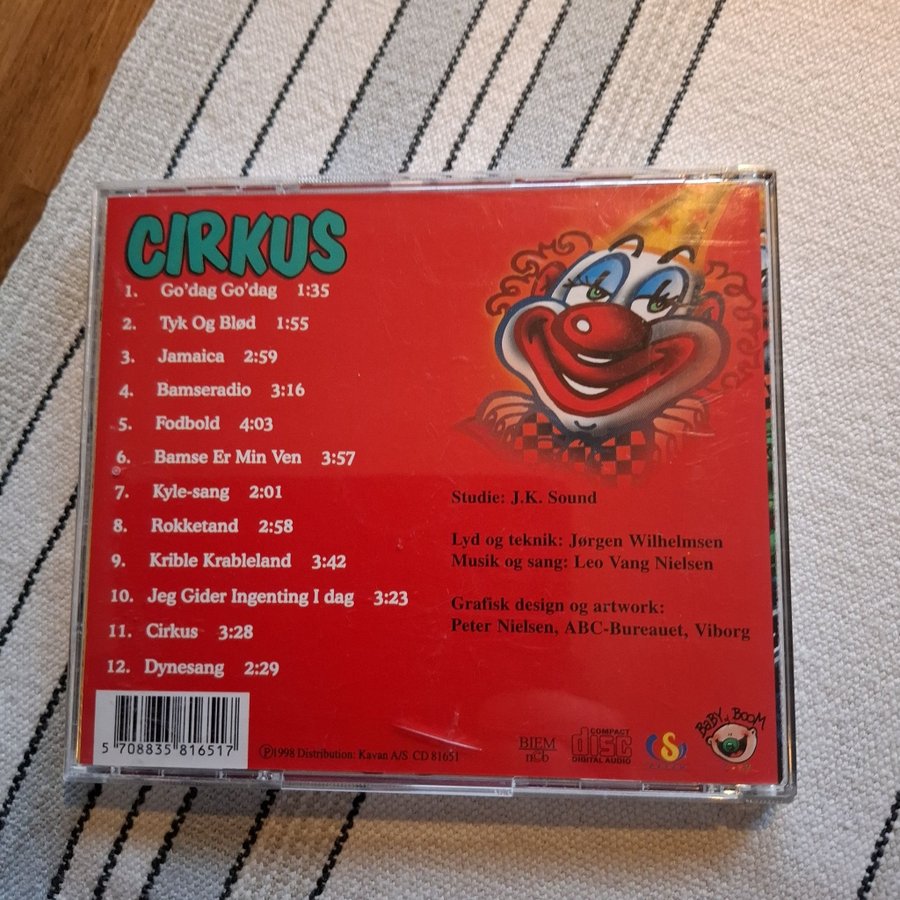 CIRKUS
1. Go'dag Go'dag 1:35
2. Tyk Og Blød 1:55
3. Jamaica 2:59
4. Bamseradio 3:16
5. Fodbold 4:03
6. Bamse Er Min Ven 3:57
7. Kyle-sang 2:01
8. Rokketand 2:58
9. Krible Krableland 3:42
10. Jeg Gider Ingenting I dag 3:23
11. Cirkus 3:28
12. Dynesang 2:29
Studie: J.K. Sound
Lyd og teknik: Jørgen Wilhelmsen
Musik og sang: Leo Vang Nielsen
Grafisk design og artwork:
Peter Nielsen, ABC-Bureauet, Viborg
5 708835 816517
Ⓟ1998 Distribution: Kavan A/S CD 81651
BIEM
ncb
COMPACT
disc
DIGITAL AUDIO
S
BABY BOOM